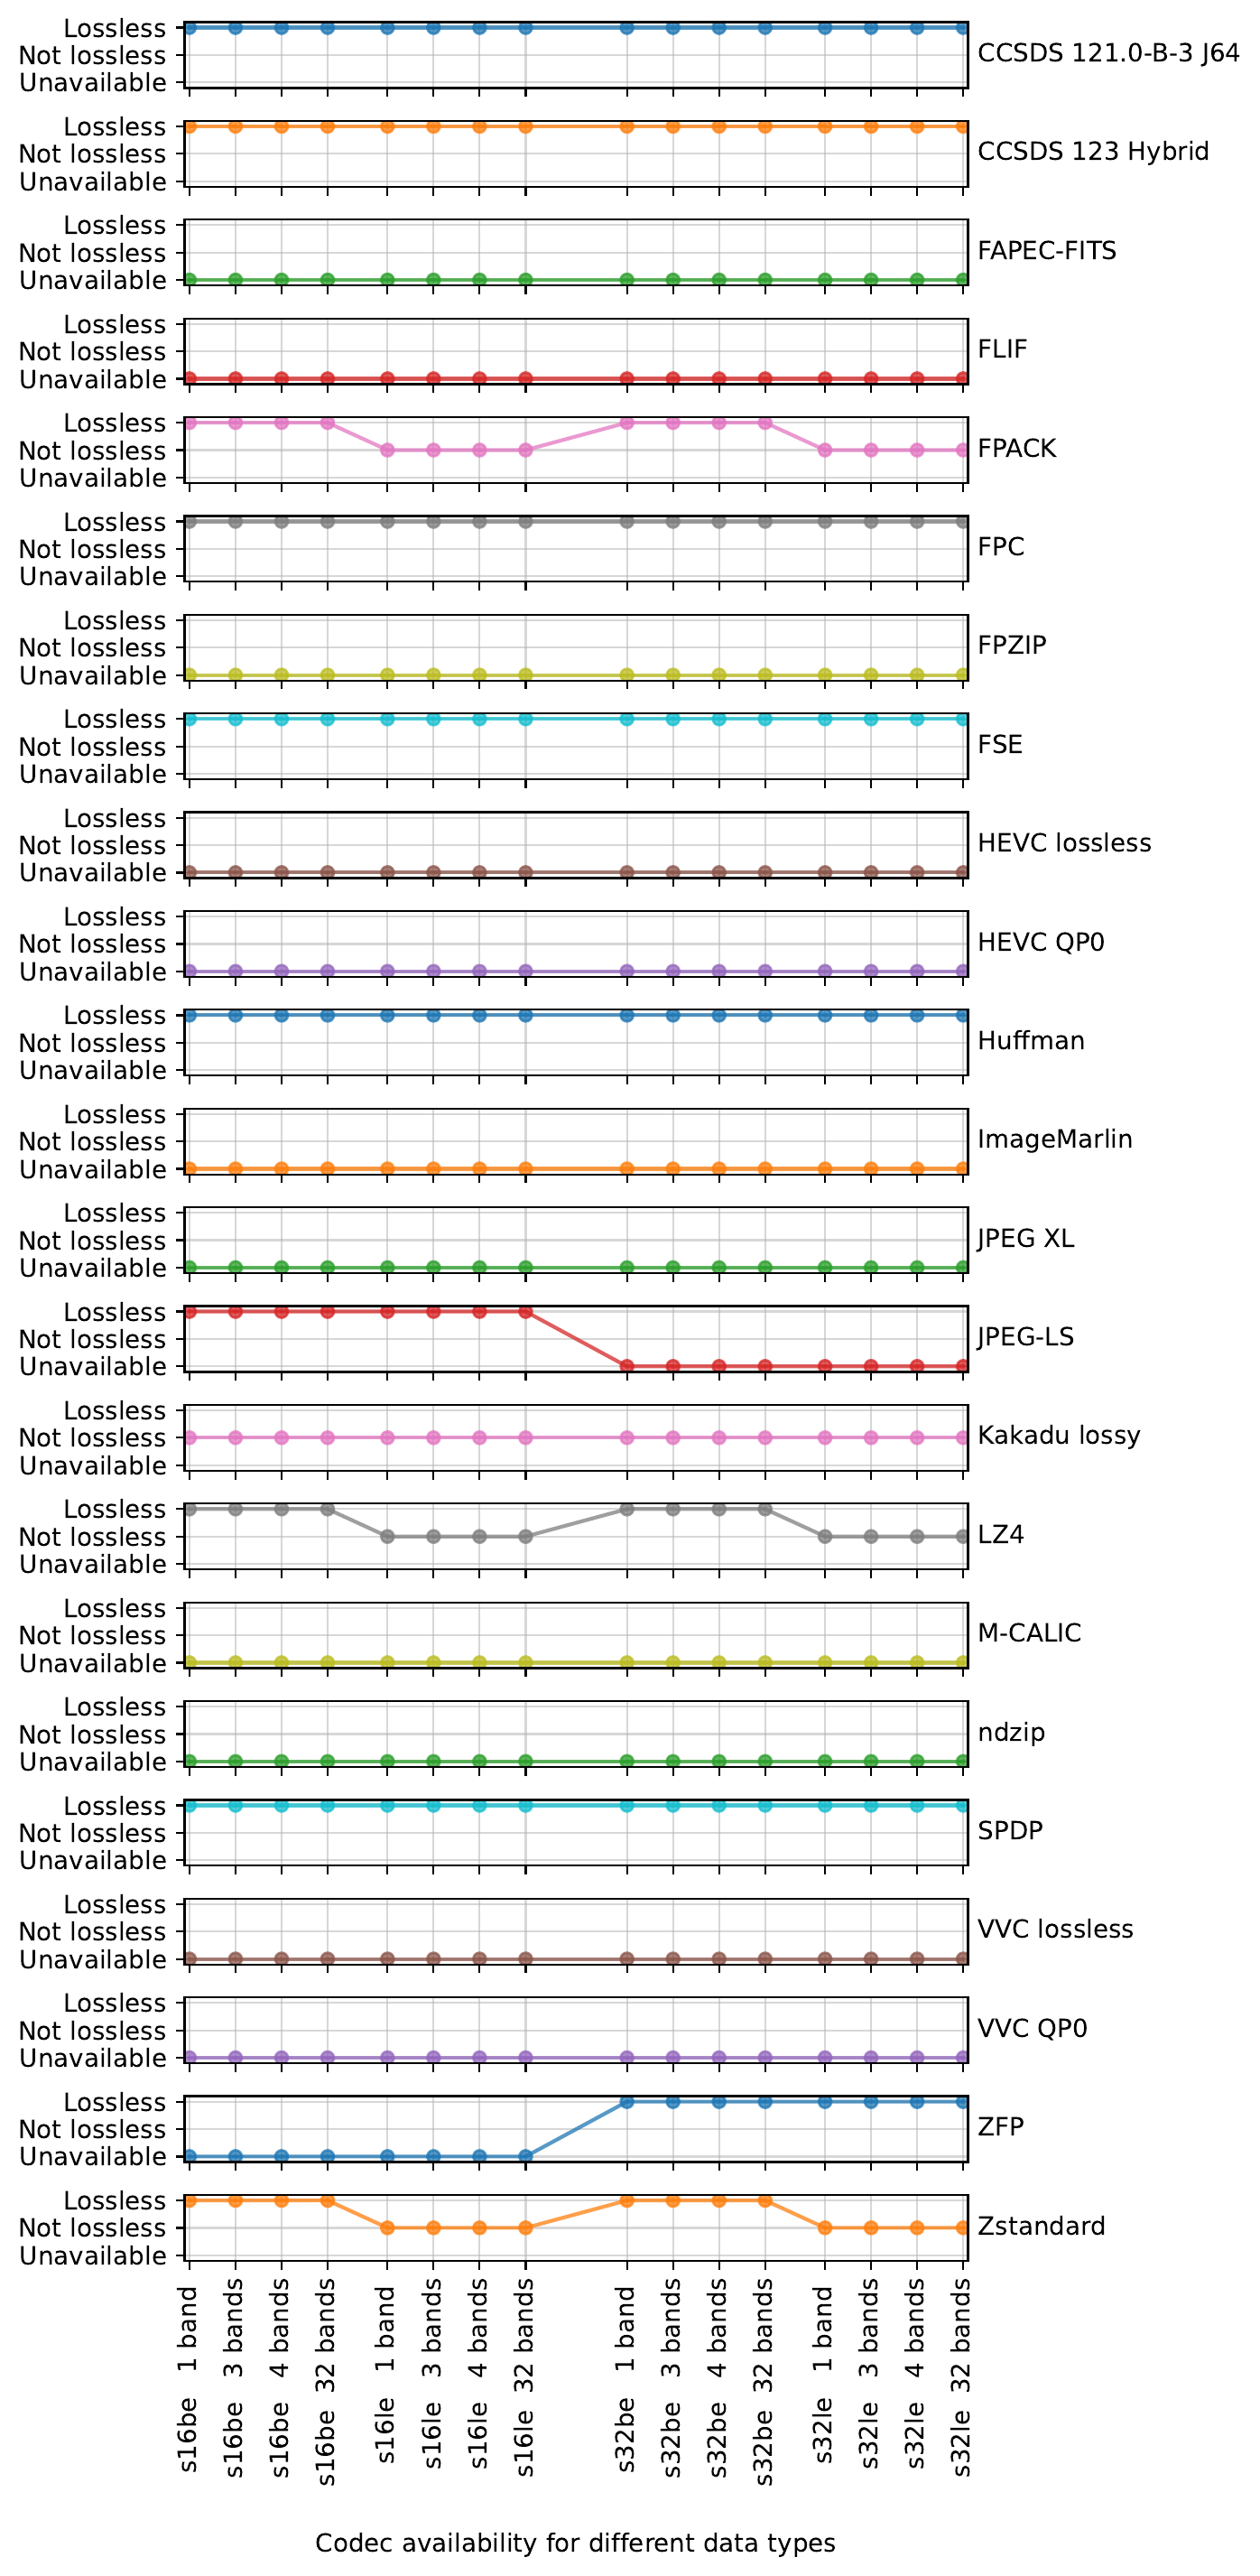 Lossless
Not lossless
Unavailable
CCSDS 121.0-B-3 J64
Lossless
Not lossless
Unavailable
CCSDS 123 Hybrid
Lossless
Not lossless
Unavailable
FAPEC-FITS
Lossless
Not lossless
Unavailable
FLIF
Lossless
Not lossless
Unavailable
FPACK
Lossless
Not lossless
Unavailable
FPC
Lossless
Not lossless
Unavailable
FPZIP
Lossless
Not lossless
Unavailable
FSE
Lossless
Not lossless
Unavailable
HEVC lossless
Lossless
Not lossless
Unavailable
HEVC QP0
Lossless
Not lossless
Unavailable
Huffman
Lossless
Not lossless
Unavailable
ImageMarlin
Lossless
Not lossless
Unavailable
JPEG XL
Lossless
Not lossless
Unavailable
JPEG-LS
Lossless
Not lossless
Unavailable
Kakadu lossy
Lossless
Not lossless
Unavailable
LZ4
Lossless
Not lossless
Unavailable
M-CALIC
Lossless
Not lossless
Unavailable
ndzip
Lossless
Not lossless
Unavailable
SPDP
Lossless
Not lossless
Unavailable
VVC lossless
Lossless
Not lossless
Unavailable
VVC QP0
Lossless
Not lossless
Unavailable
ZFP
Lossless
Not lossless
Unavailable
Zstandard
s16be 1 band
s16be 3 bands
s16be 4 bands
s16be 32 bands
s16le 1 band
s16le 3 bands
s16le 4 bands
s16le 32 bands
s32be 1 band
s32be 3 bands
s32be 4 bands
s32be 32 bands
s32le 1 band
s32le 3 bands
s32le 4 bands
s32le 32 bands
Codec availability for different data types